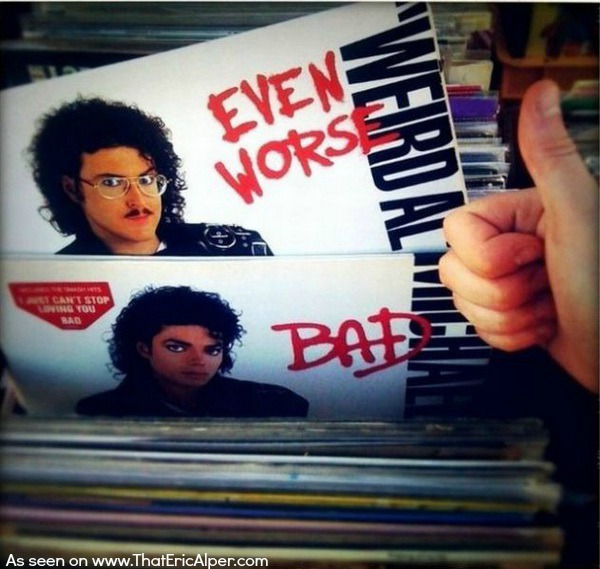 EVEN
WORSE
"WEIRD AL"
INCLUDES THE SMASH HITS
I JUST CAN'T STOP
LOVING YOU
BAD
BAD
MICHAEL
As seen on www.ThatEricAlper.com